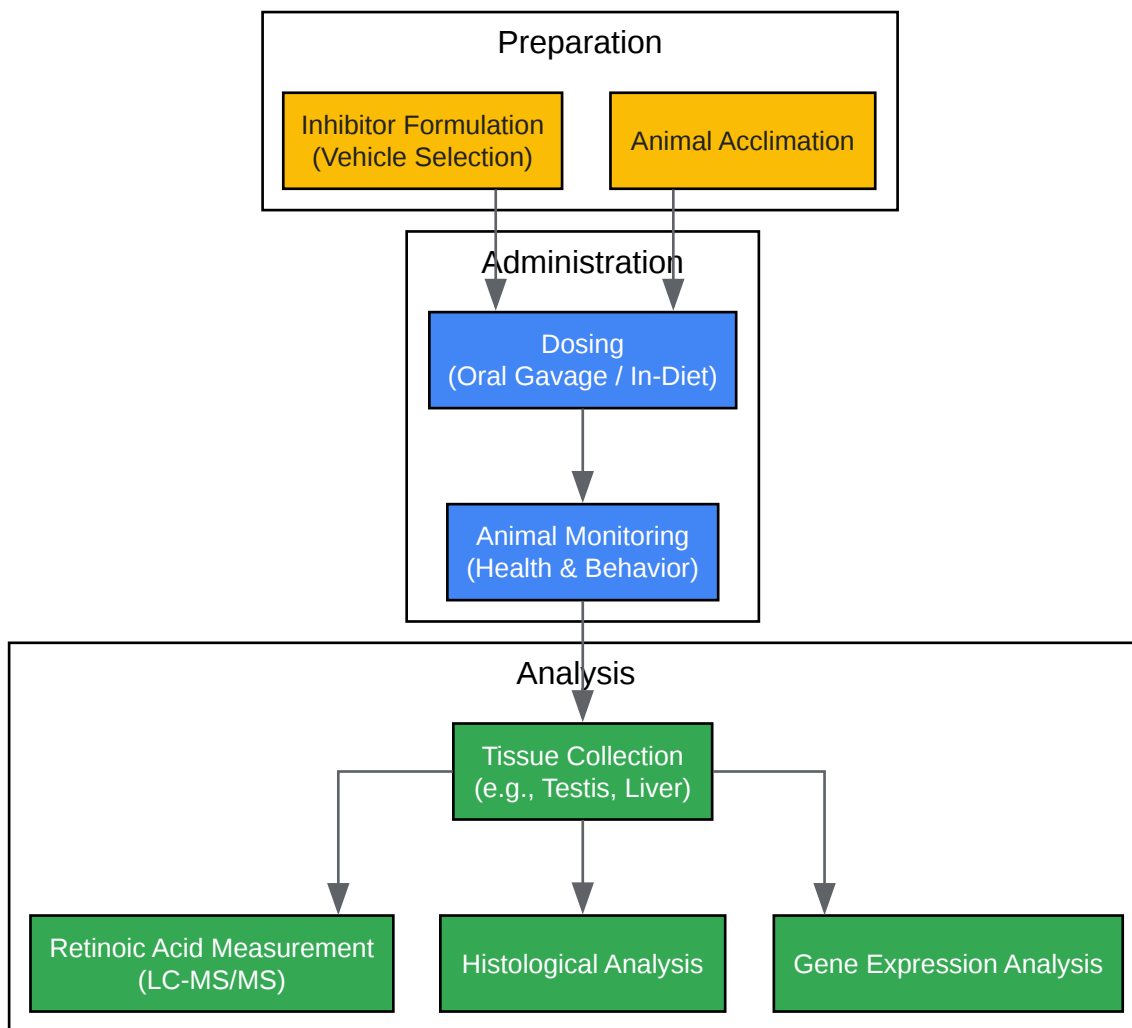 Preparation
Inhibitor Formulation
(Vehicle Selection)
Animal Acclimation
Administration
Dosing
(Oral Gavage / In-Diet)
Animal Monitoring
(Health & Behavior)
Analysis
Tissue Collection
(e.g., Testis, Liver)
Retinoic Acid Measurement
(LC-MS/MS)
Histological Analysis
Gene Expression Analysis